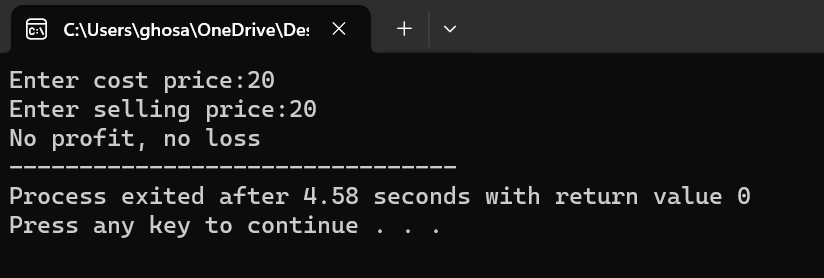 C:\Users\ghosa\OneDrive\Des
Enter cost price:20
Enter selling price:20
No profit, no loss
--------------------------------
Process exited after 4.58 seconds with return value 0
Press any key to continue . . .